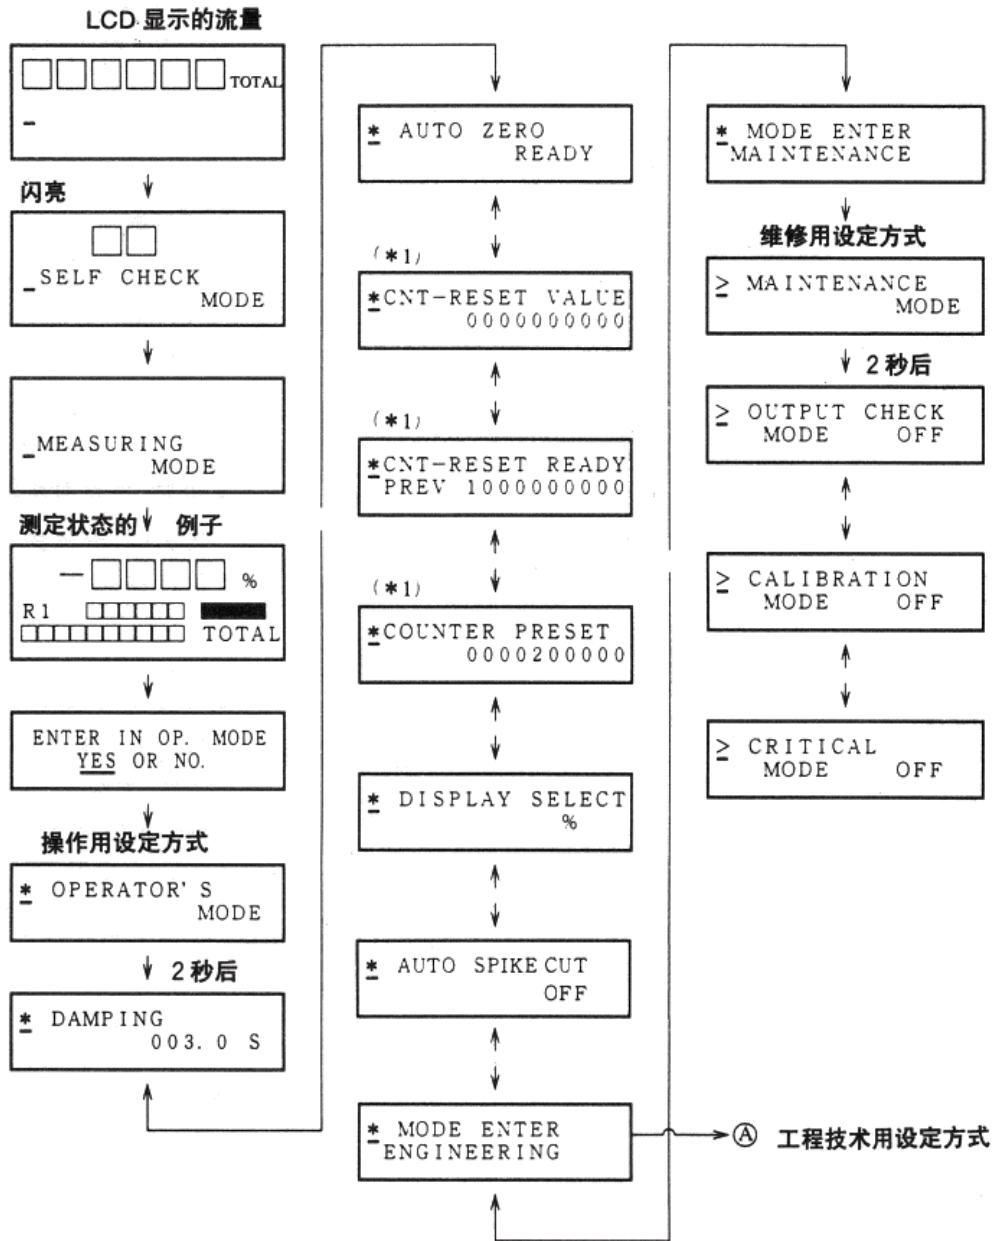 LCD 显示的流量
TOTAL
闪亮
SELF CHECK
MODE
MEASURING
MODE
测定状态的 例子
%
R1
TOTAL
ENTER IN OP. MODE
YES OR NO.
操作用设定方式
* OPERATOR'S
MODE
2秒后
* DAMPING
003.0 S
* AUTO ZERO
READY
(*1)
*CNT-RESET VALUE
0000000000
(*1)
*CNT-RESET READY
PREV 1000000000
(*1)
*COUNTER PRESET
0000200000
* DISPLAY SELECT
%
* AUTO SPIKE CUT
OFF
* MODE ENTER
ENGINEERING
Ⓐ 工程技术用设定方式
* MODE ENTER
MAINTENANCE
维修用设定方式
> MAINTENANCE
MODE
2秒后
> OUTPUT CHECK
MODE OFF
> CALIBRATION
MODE OFF
> CRITICAL
MODE OFF